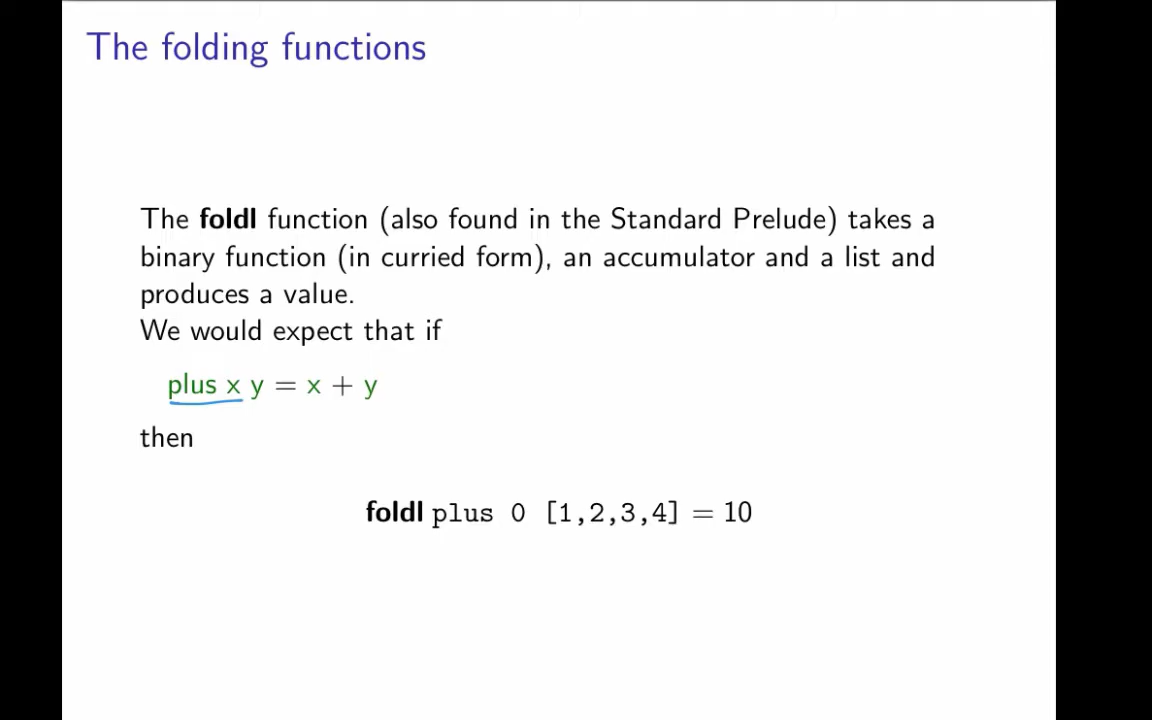 The folding functions
The foldl function (also found in the Standard Prelude) takes a
binary function (in curried form), an accumulator and a list and
produces a value.
We would expect that if
plus x y = x + y
then
foldl plus 0 [1,2,3,4] = 10